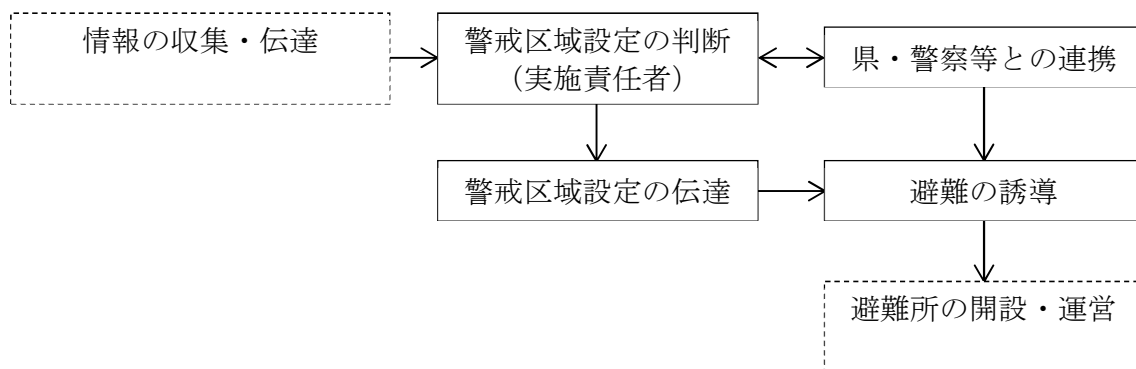 情報の収集・伝達
警戒区域設定の判断
（実施責任者）
県・警察等との連携
警戒区域設定の伝達
避難の誘導
避難所の開設・運営